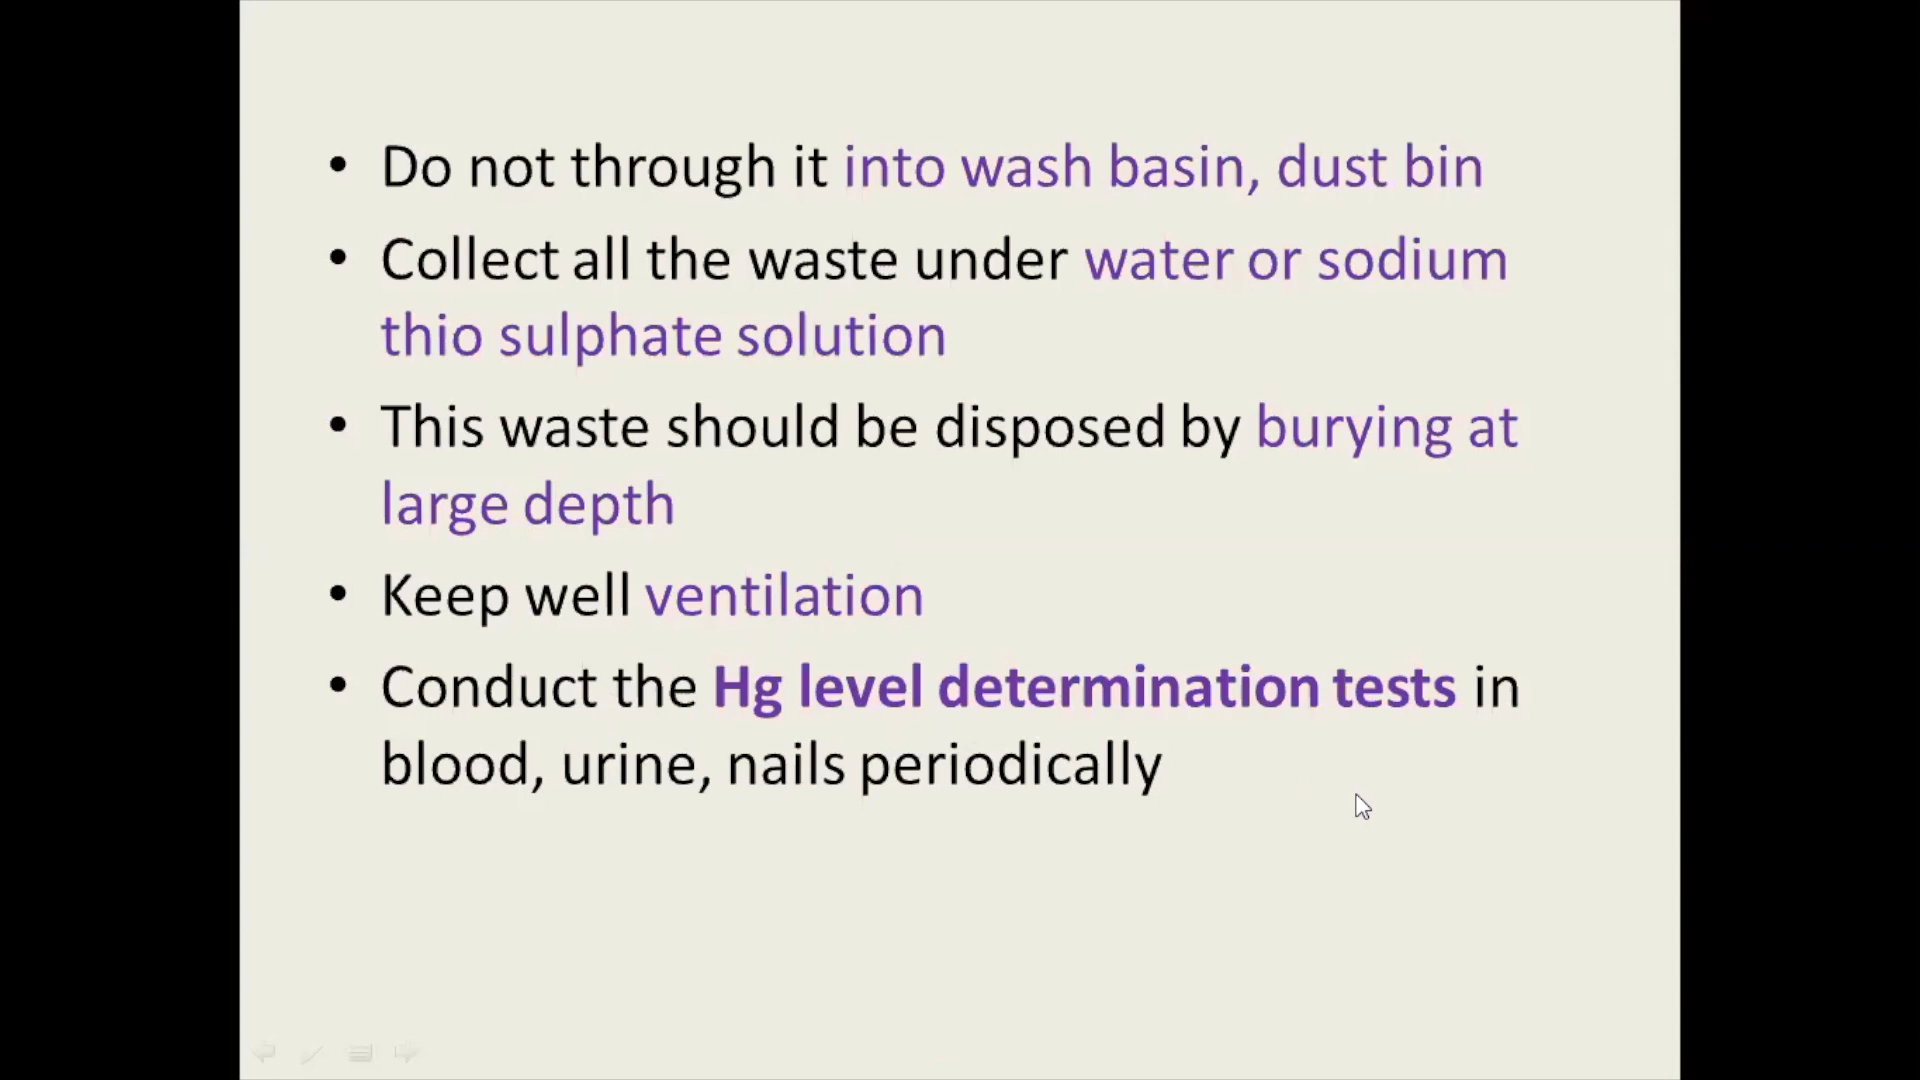 • Do not through it into wash basin, dust bin
• Collect all the waste under water or sodium
thio sulphate solution
• This waste should be disposed by burying at
large depth
• Keep well ventilation
• Conduct the Hg level determination tests in
blood, urine, nails periodically